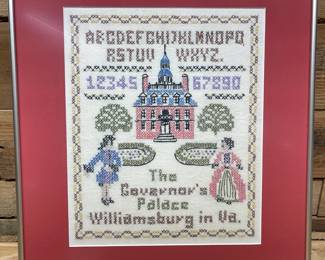 ABCDEFGHIJKLMNOPQ
RSTUV WXYZ.
12345 67890
The
Governor's
Palace
Williamsburg in Va.